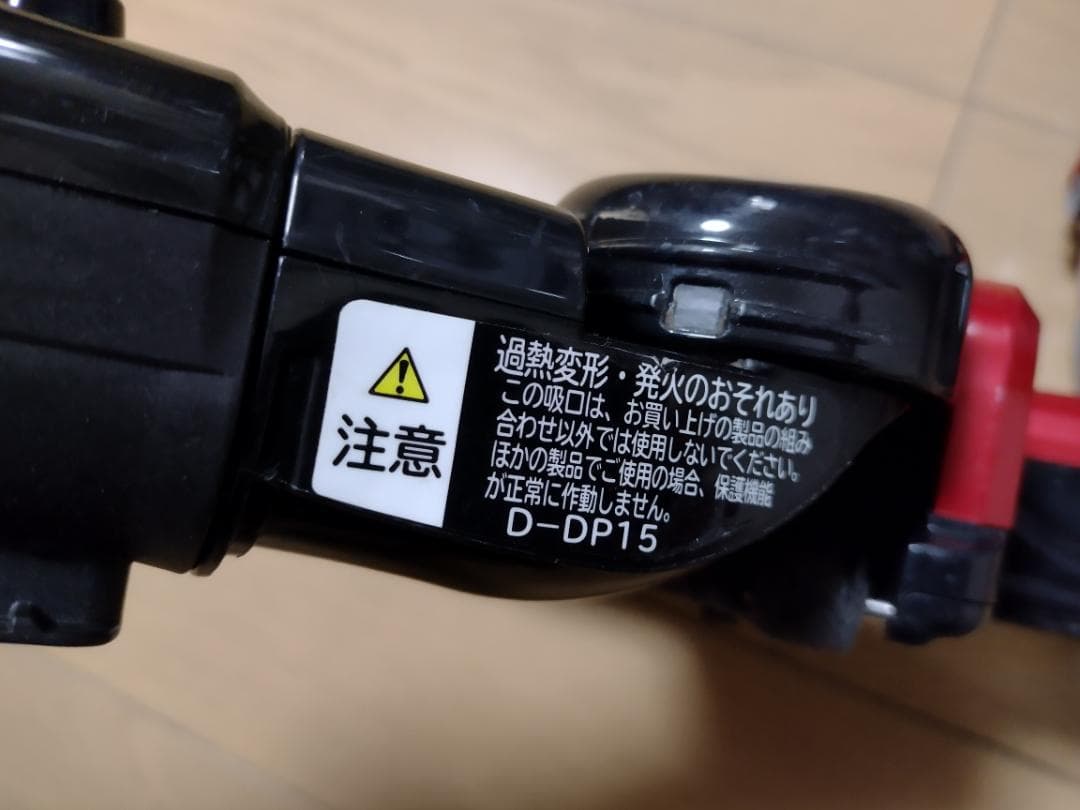 注意
過熱変形・発火のおそれあり
この吸口は、お買い上げの製品の組み
合わせ以外では使用しないでください。
ほかの製品でご使用の場合、保護機能
が正常に作動しません。
D-DP15